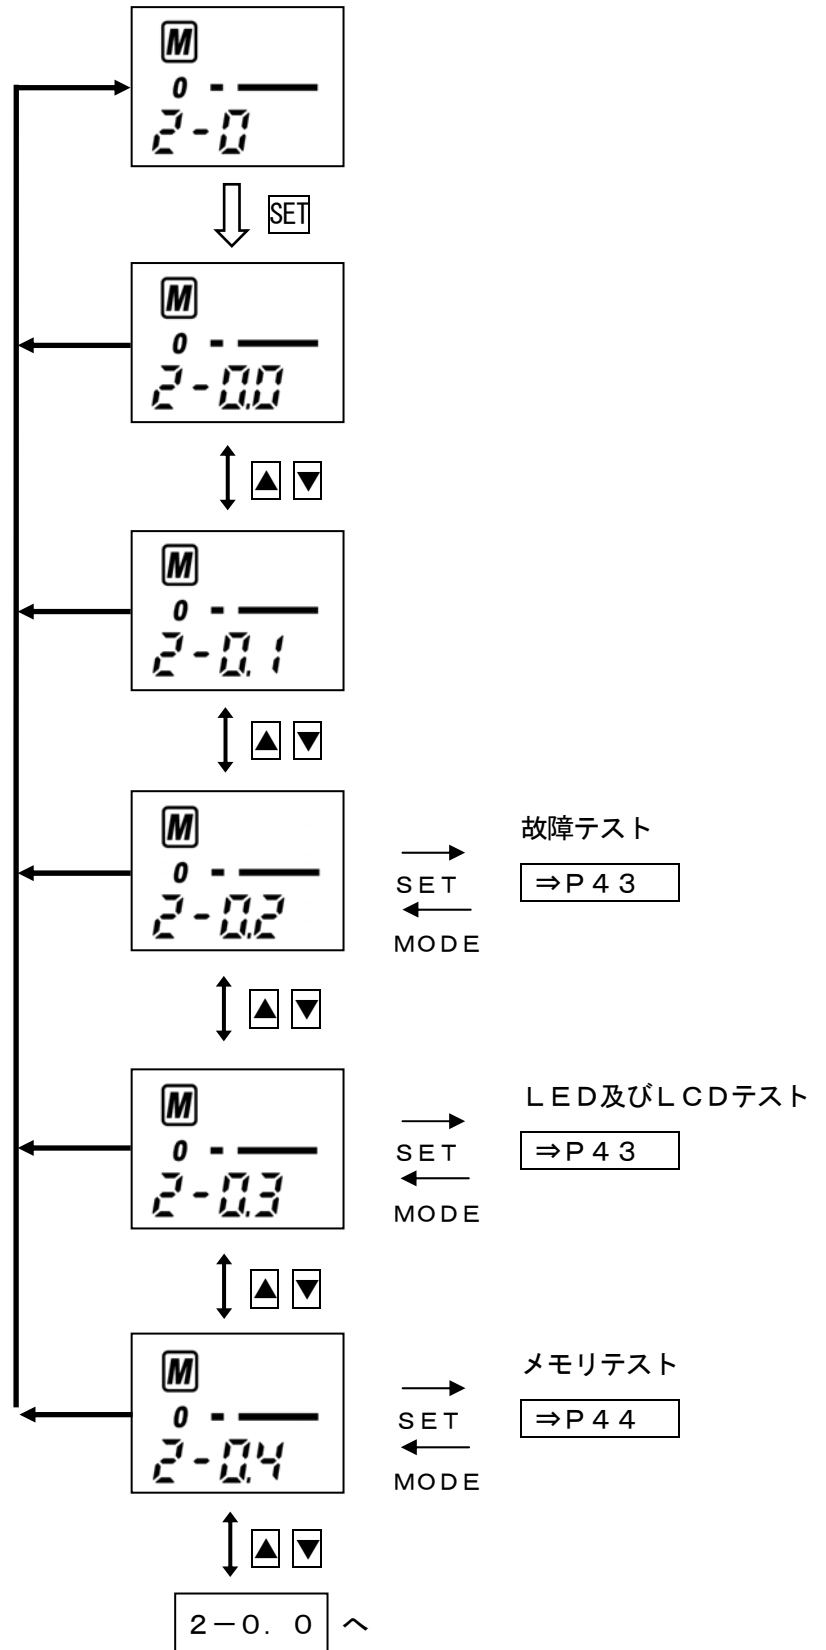 M
0
2-0
SET
M
0
2-0.0
▲ ▼
M
0
2-0.1
▲ ▼
M
0
2-0.2
SET
MODE
故障テスト
⇒P43
▲ ▼
M
0
2-0.3
SET
MODE
LED及びLCDテスト
⇒P43
▲ ▼
M
0
2-0.4
SET
MODE
メモリテスト
⇒P44
▲ ▼
2−0.0 へ